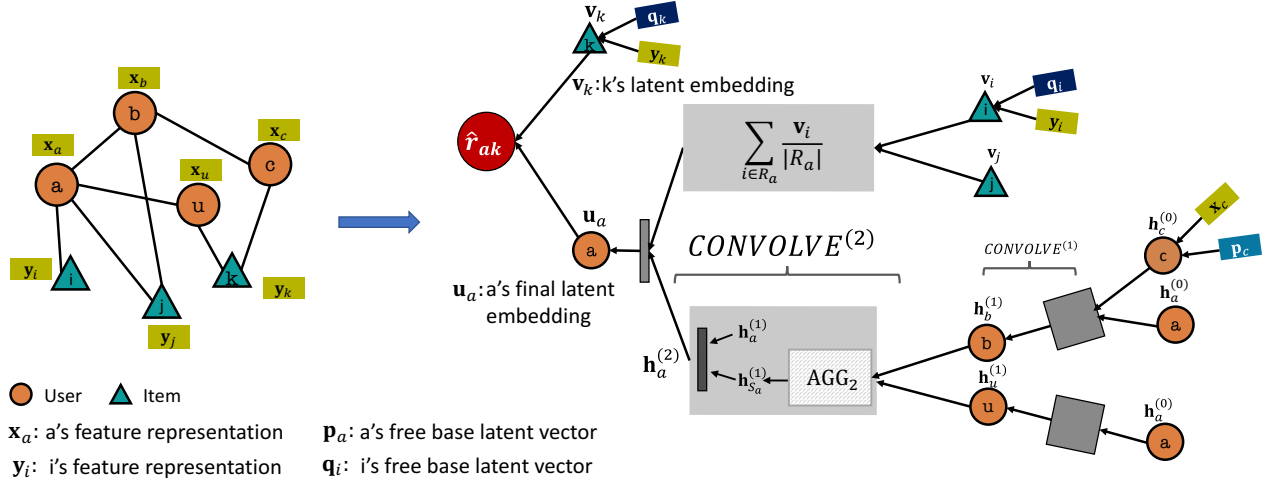 𝐱_b
b
𝐱_a
𝐱_c
a
𝐱_u
c
u
𝐲_i
i
k
𝐲_k
j
𝐲_j
User
Item
𝐱_a: a's feature representation
𝐩_a: a's free base latent vector
𝐲_i: i's feature representation
𝐪_i: i's free base latent vector
𝐯_k
𝐪_k
k
𝐲_k
𝐯_k:k's latent embedding
r̂_ak
𝐮_a
a
𝐮_a: a's final latent
embedding
∑_{i∈R_a} 𝐯_i/|R_a|
𝐯_i
𝐪_i
i
𝐲_i
𝐯_j
j
CONVOLVE^(2)
𝐡_a^(2)
𝐡_a^(1)
𝐡_{S_a}^(1)
AGG_2
CONVOLVE^(1)
𝐡_b^(1)
b
𝐡_u^(1)
u
𝐡_c^(0)
𝐱_c
c
𝐩_c
𝐡_a^(0)
a
𝐡_a^(0)
a